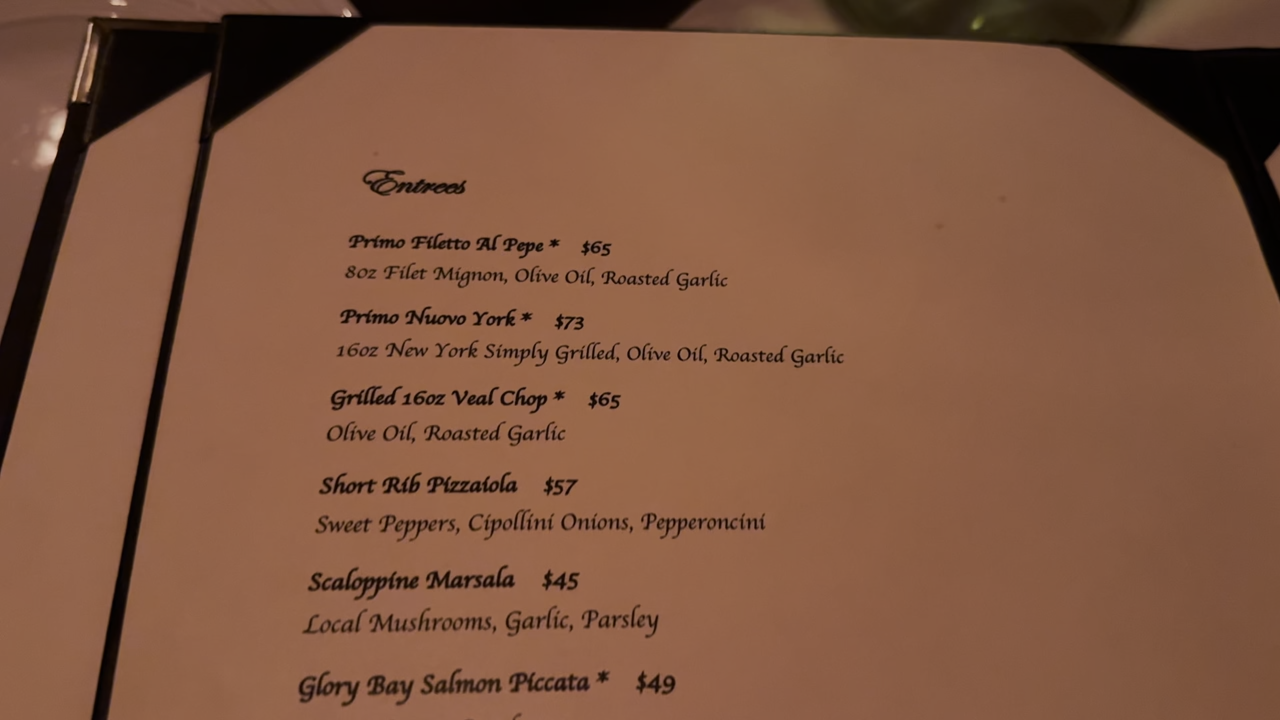 Entrees
Primo Filetto Al Pepe * $65
8oz Filet Mignon, Olive Oil, Roasted Garlic
Primo Nuovo York * $73
16oz New York Simply Grilled, Olive Oil, Roasted Garlic
Grilled 16oz Veal Chop * $65
Olive Oil, Roasted Garlic
Short Rib Pizzaiola $57
Sweet Peppers, Cipollini Onions, Pepperoncini
Scaloppine Marsala $45
Local Mushrooms, Garlic, Parsley
Glory Bay Salmon Piccata * $49